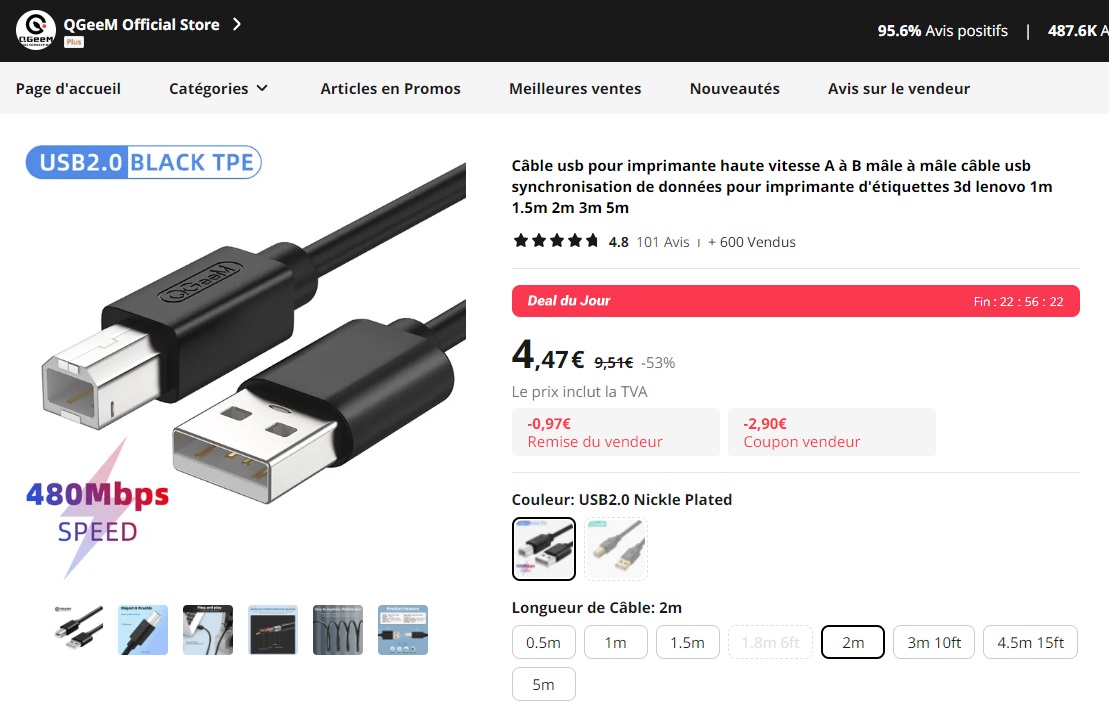 QGeeM Official Store
Plus
QGeeM
95.6% Avis positifs | 487.6K A
Page d'accueil Catégories Articles en Promos Meilleures ventes Nouveautés Avis sur le vendeur
USB2.0 BLACK TPE
QGeeM
480Mbps
SPEED
Câble usb pour imprimante haute vitesse A à B mâle à mâle câble usb
synchronisation de données pour imprimante d'étiquettes 3d lenovo 1m
1.5m 2m 3m 5m
4.8 101 Avis | + 600 Vendus
Deal du Jour Fin : 22 : 56 : 22
4,47€ 9,51€ -53%
Le prix inclut la TVA
-0,97€ -2,90€
Remise du vendeur Coupon vendeur
Couleur: USB2.0 Nickle Plated
Longueur de Câble: 2m
0.5m 1m 1.5m 1.8m 6ft 2m 3m 10ft 4.5m 15ft
5m